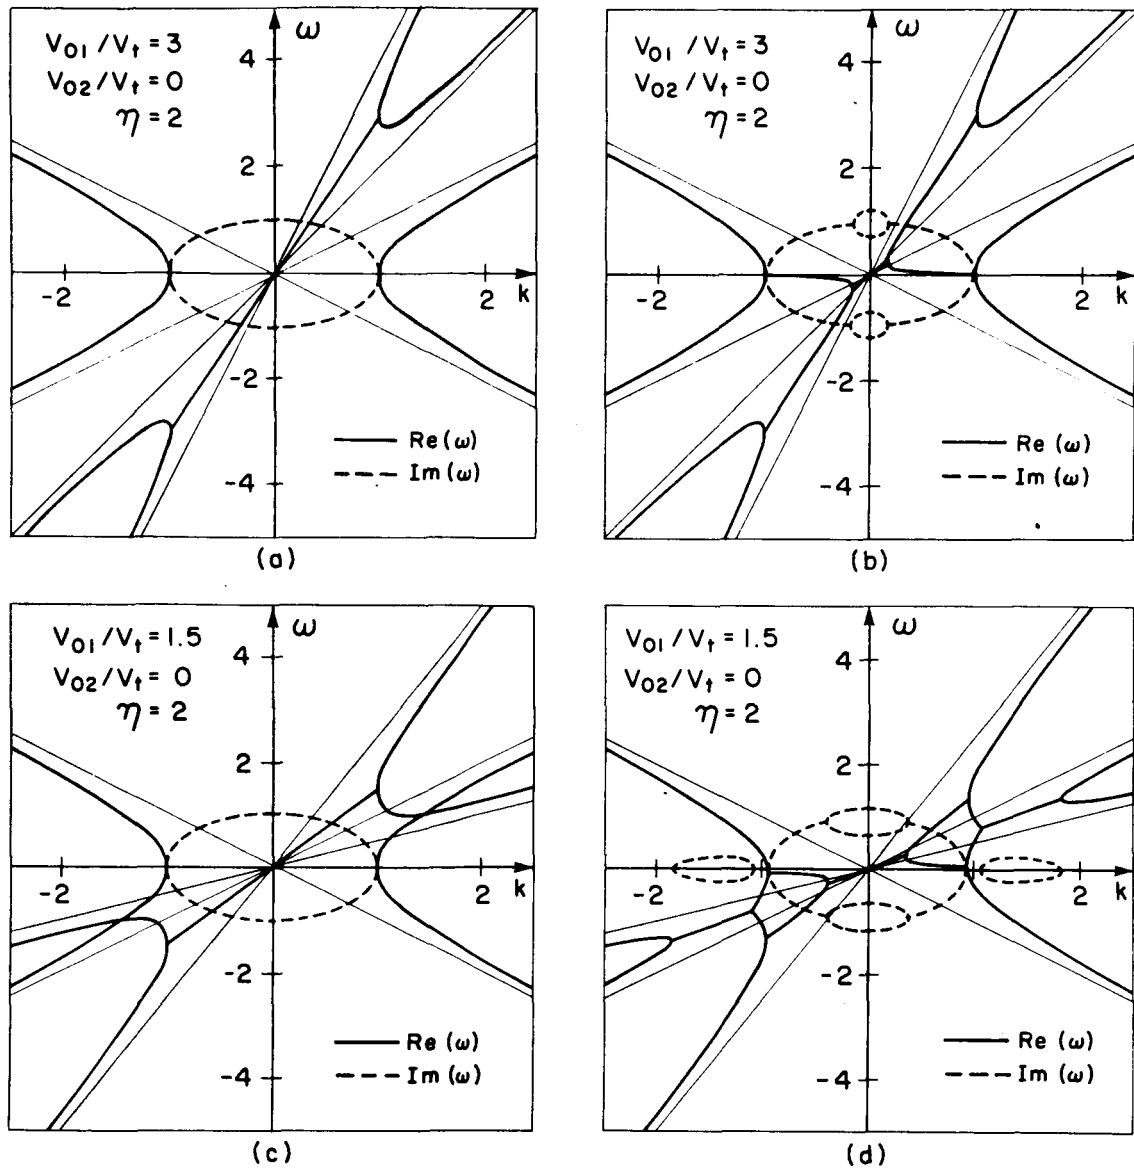 ω
4
V₀₁/Vₜ = 3
V₀₂/Vₜ = 0
η = 2
2
-2
2
k
-2
-4
Re (ω)
Im (ω)
(a)
ω
4
V₀₁/Vₜ = 3
V₀₂/Vₜ = 0
η = 2
2
-2
2
k
-2
-4
Re (ω)
Im (ω)
(b)
ω
4
V₀₁/Vₜ = 1.5
V₀₂/Vₜ = 0
η = 2
2
-2
2
k
-2
-4
Re (ω)
Im (ω)
(c)
ω
4
V₀₁/Vₜ = 1.5
V₀₂/Vₜ = 0
η = 2
2
-2
2
k
-2
-4
Re (ω)
Im (ω)
(d)